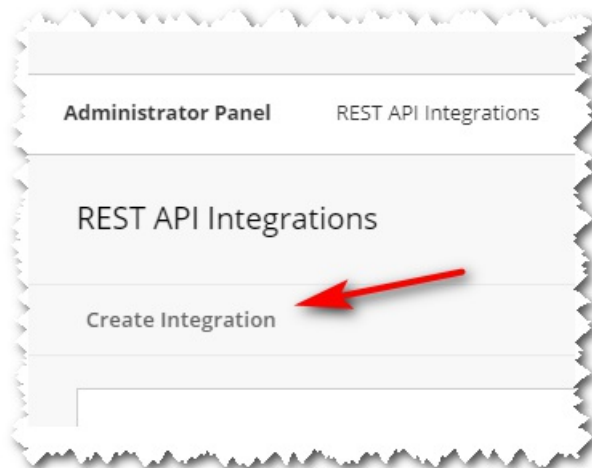 Administrator Panel REST API Integrations
REST API Integrations
Create Integration